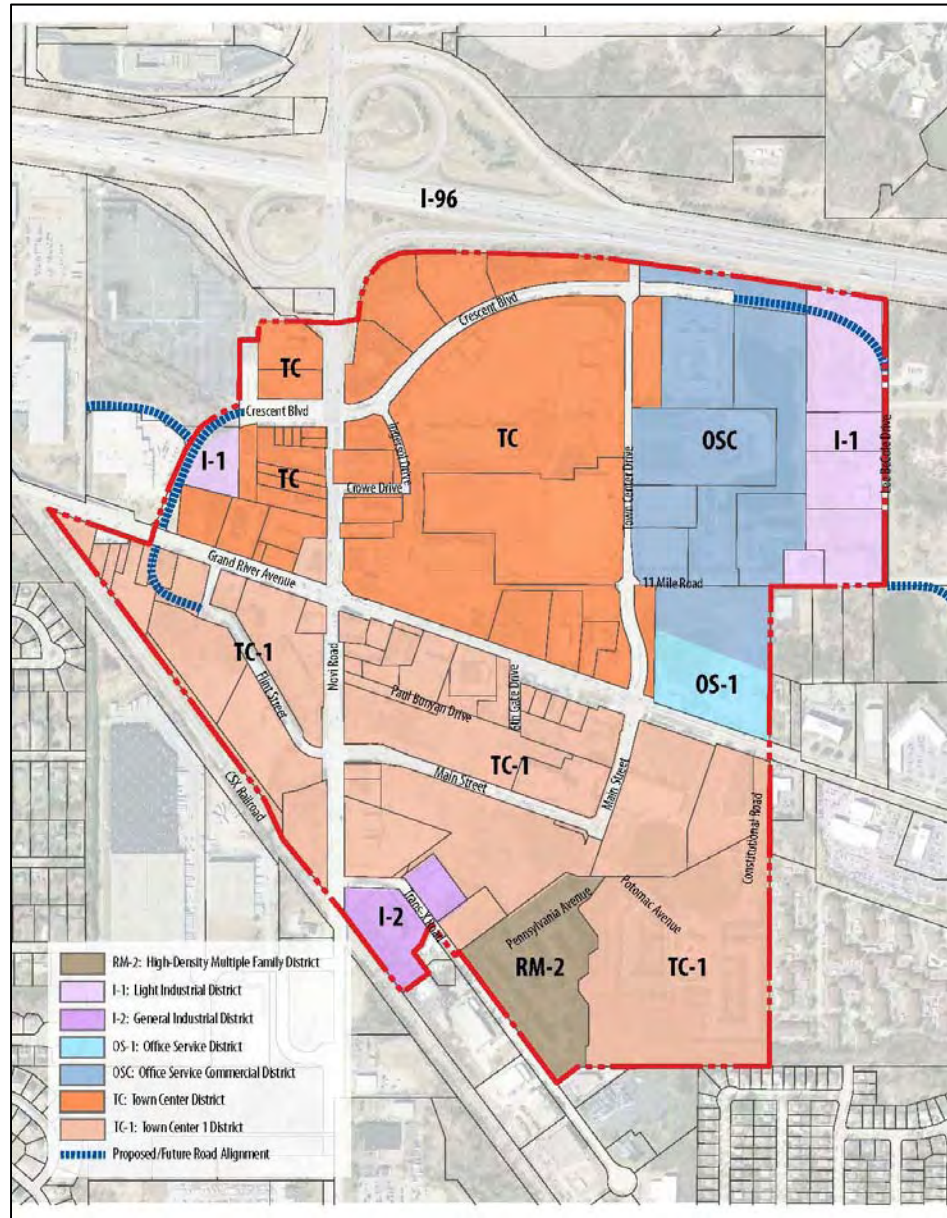 I-96
Crescent Blvd
TC
Crescent Blvd
I-1
TC
Ingersol Drive
Crowe Drive
TC
Town Center Drive
OSC
I-1
Lee BeGole Drive
Grand River Avenue
11 Mile Road
TC-1
Flint Street
Novi Road
Paul Bunyan Drive
6th Gate Drive
OS-1
TC-1
Main Street
Main Street
CSX Railroad
Constitutional Road
I-2
Trans-X Road
Pennsylvania Avenue
Potomac Avenue
RM-2
TC-1
RM-2: High-Density Multiple Family District
I-1: Light Industrial District
I-2: General Industrial District
OS-1: Office Service District
OSC: Office Service Commercial District
TC: Town Center District
TC-1: Town Center 1 District
Proposed/Future Road Alignment